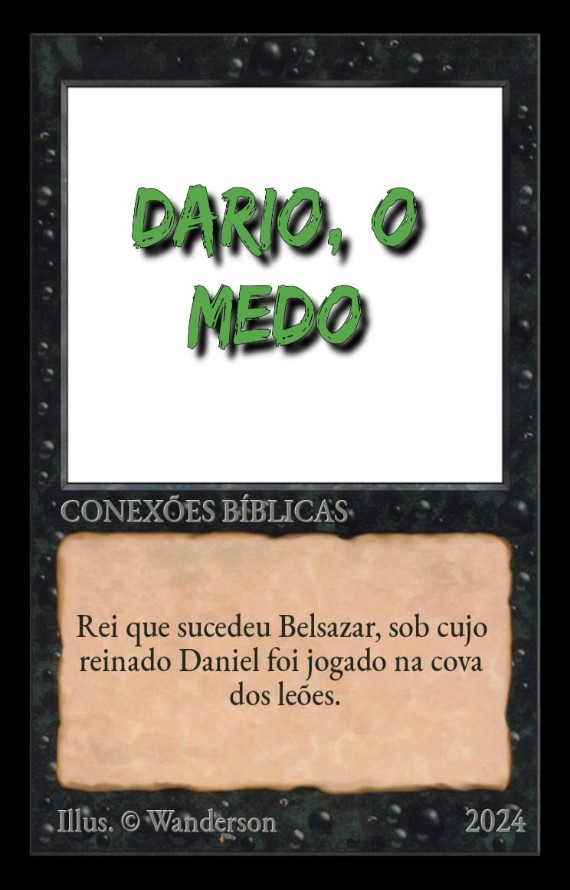 DARIO, O
MEDO
CONEXÕES BÍBLICAS
Rei que sucedeu Belsazar, sob cujo
reinado Daniel foi jogado na cova
dos leões.
Illus. © Wanderson
2024